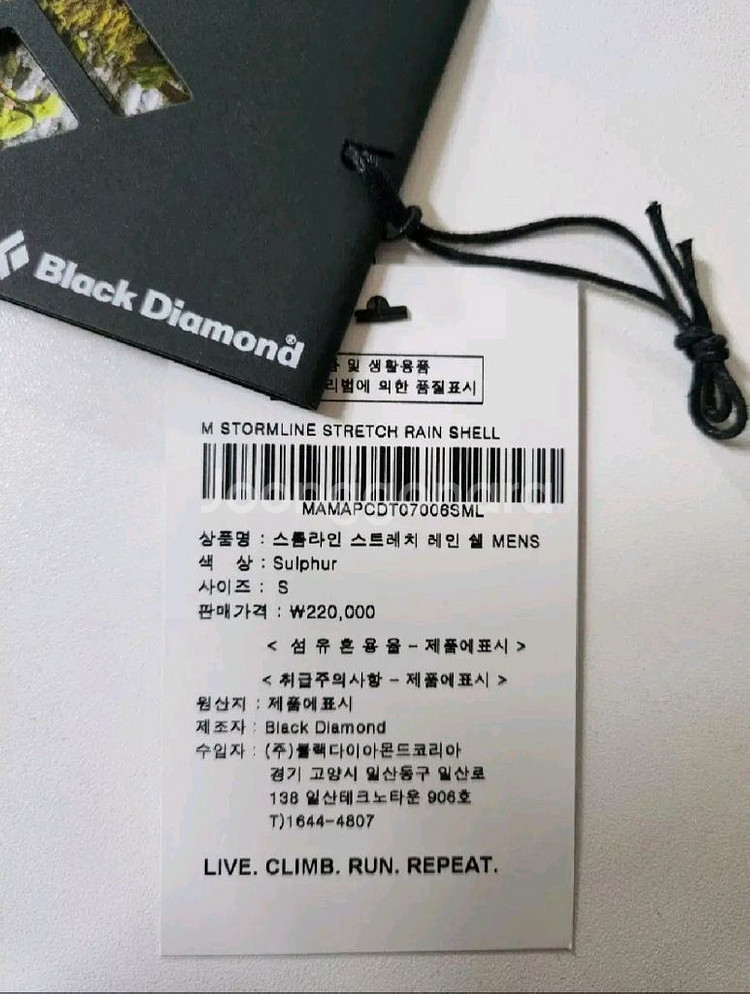 Black Diamond®
및 생활용품
리법에 의한 품질표시
M STORMLINE STRETCH RAIN SHELL
Joonggonara
MAMAPCDT07006SML
상품명 : 스톰라인 스트레치 레인 쉘 MENS
색 상 : Sulphur
사이즈 : S
판매가격 : ₩220,000
< 섬 유 혼 용 율 - 제품에표시 >
< 취급주의사항 - 제품에표시 >
원산지 : 제품에표시
제조자 : Black Diamond
수입자 : (주)블랙다이아몬드코리아
경기 고양시 일산동구 일산로
138 일산테크노타운 906호
T)1644-4807
LIVE. CLIMB. RUN. REPEAT.